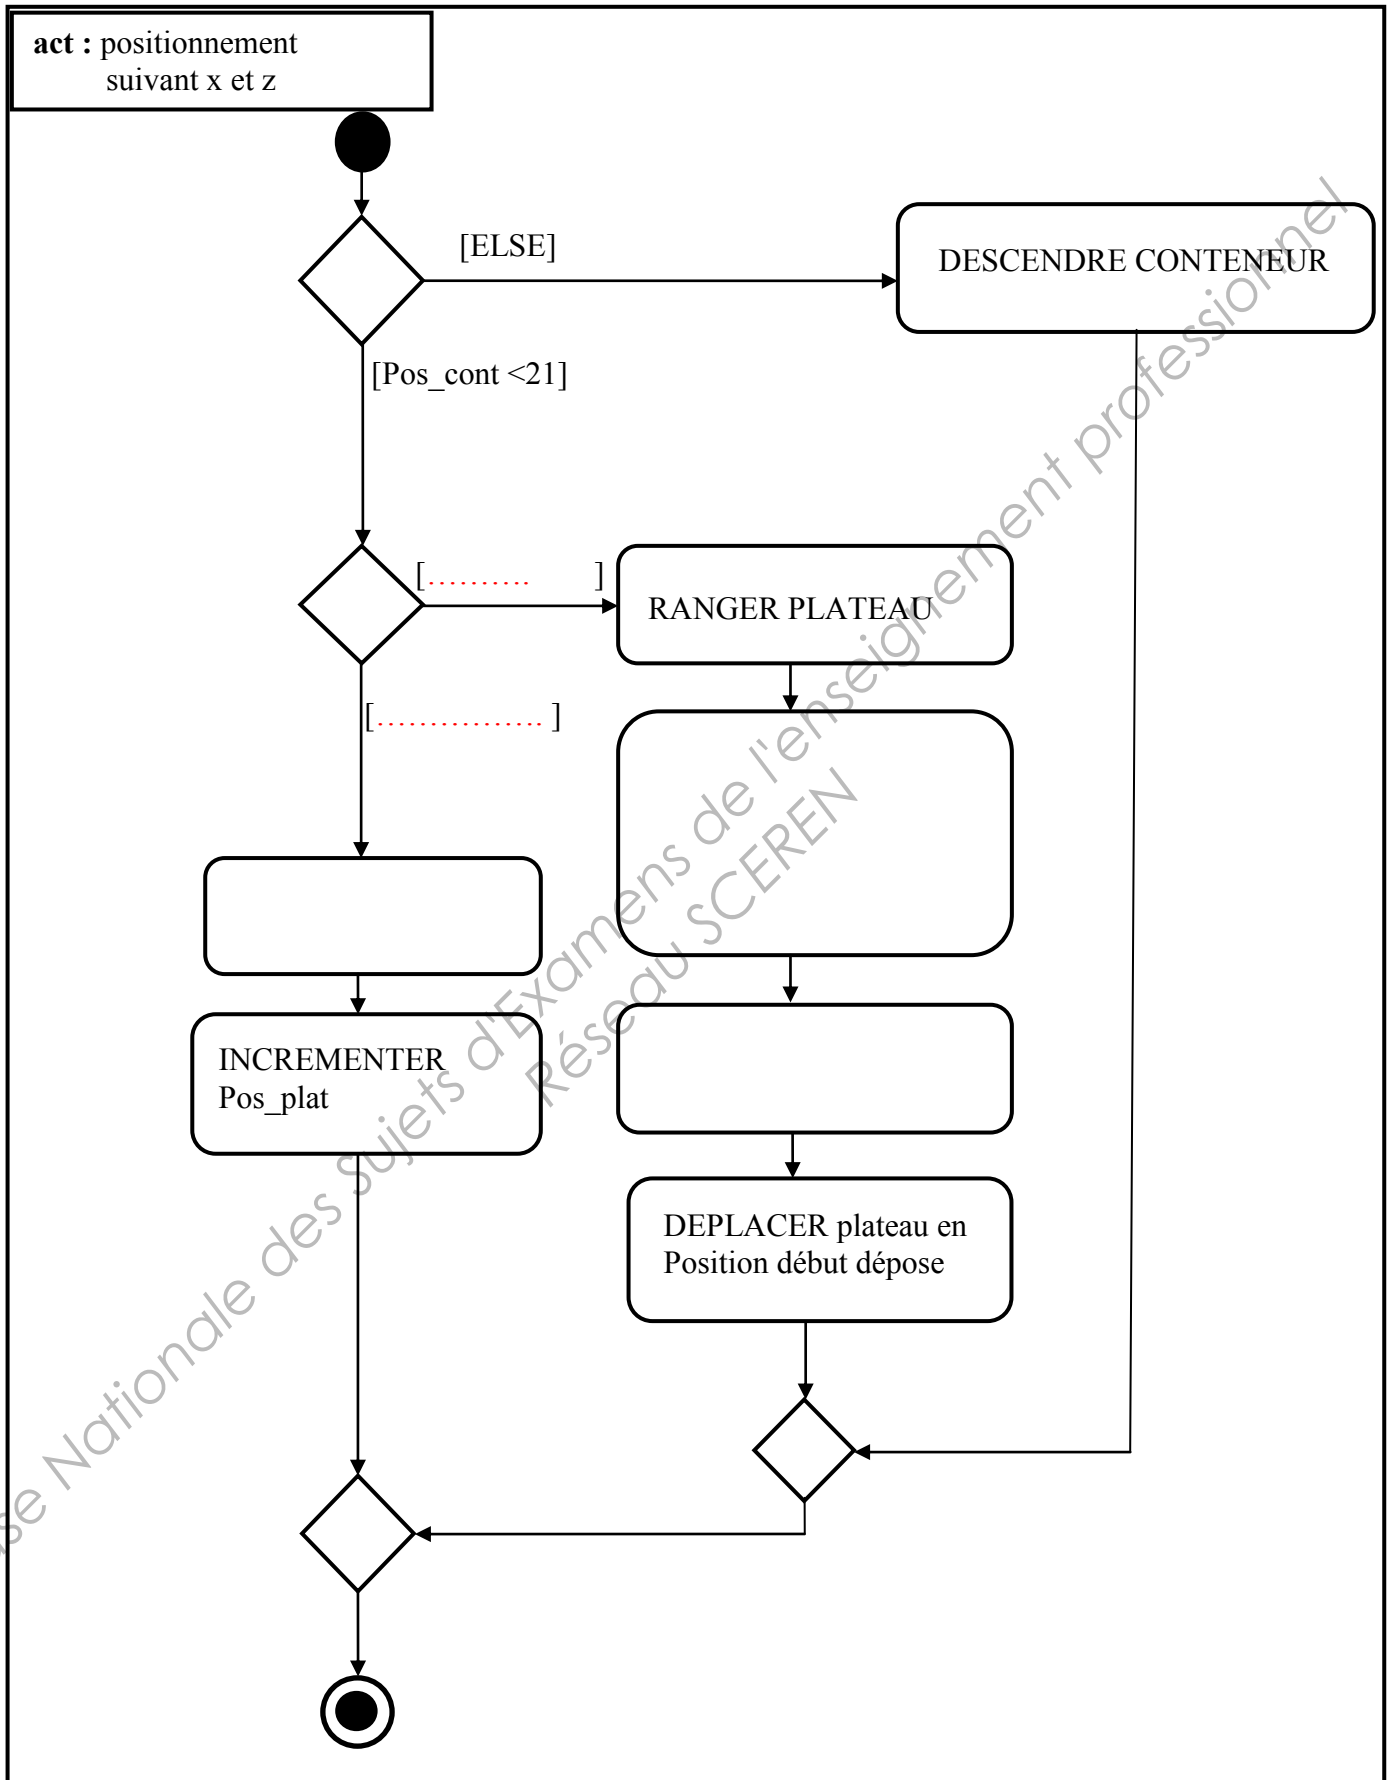 act : positionnement
suivant x et z
[ELSE]
DESCENDRE CONTENEUR
[Pos_cont <21]
[.......... ]
RANGER PLATEAU
[................ ]
INCREMENTER
Pos_plat
DEPLACER plateau en
Position début dépose
se Nationale des Sujets d'Examens de l'enseignement professionnel
Réseau SCEREN